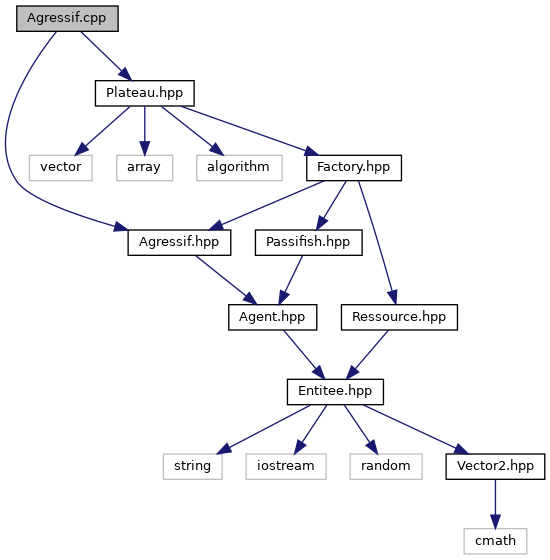 Agressif.cpp
Plateau.hpp
vector
array
algorithm
Factory.hpp
Agressif.hpp
Passifish.hpp
Agent.hpp
Ressource.hpp
Entitee.hpp
string
iostream
random
Vector2.hpp
cmath